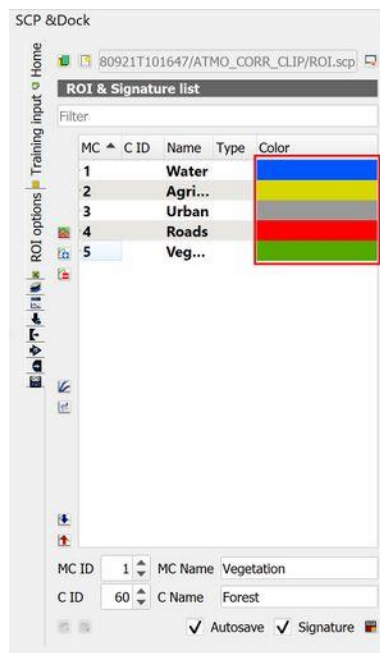 SCP &Dock
Home
Training input
ROI options
80921T101647/ATMO_CORR_CLIP/ROI.scp
ROI & Signature list
Filter
MC C ID Name Type Color
1 Water
2 Agri...
3 Urban
4 Roads
5 Veg...
MC ID 1 MC Name Vegetation
C ID 60 C Name Forest
Autosave Signature